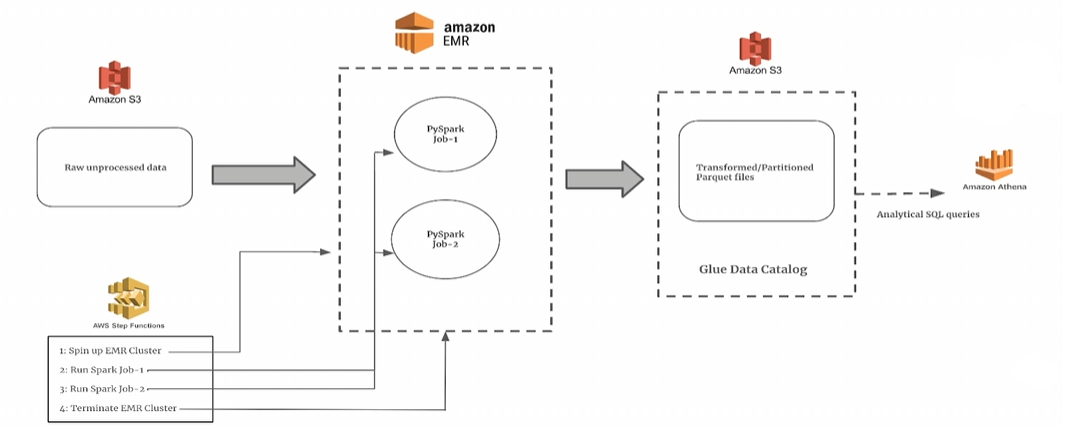 amazon
EMR
Amazon S3
Amazon S3
PySpark
Job-1
Raw unprocessed data
Transformed/Partitioned
Parquet files
Amazon Athena
Analytical SQL queries
PySpark
Job-2
Glue Data Catalog
AWS Step Functions
1: Spin up EMR Cluster
2: Run Spark Job-1
3: Run Spark Job-2
4: Terminate EMR Cluster